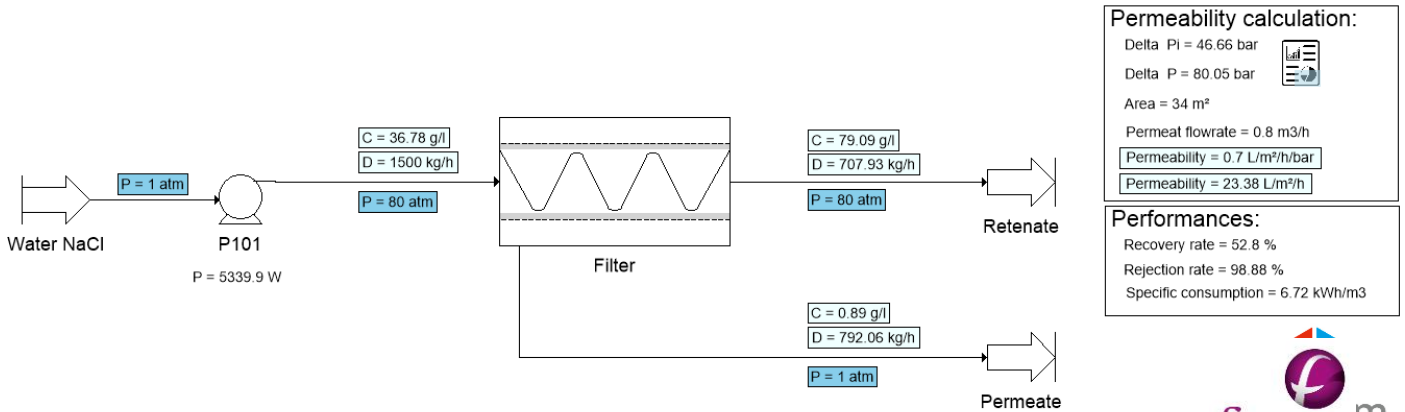 Permeability calculation:
Delta Pi = 46.66 bar
Delta P = 80.05 bar
Area = 34 m²
Permeat flowrate = 0.8 m3/h
Permeability = 0.7 L/m²/h/bar
Permeability = 23.38 L/m²/h
Performances:
Recovery rate = 52.8 %
Rejection rate = 98.88 %
Specific consumption = 6.72 kWh/m3
Water NaCl
P = 1 atm
P101
P = 5339.9 W
C = 36.78 g/l
D = 1500 kg/h
P = 80 atm
Filter
C = 79.09 g/l
D = 707.93 kg/h
P = 80 atm
Retenate
C = 0.89 g/l
D = 792.06 kg/h
P = 1 atm
Permeate